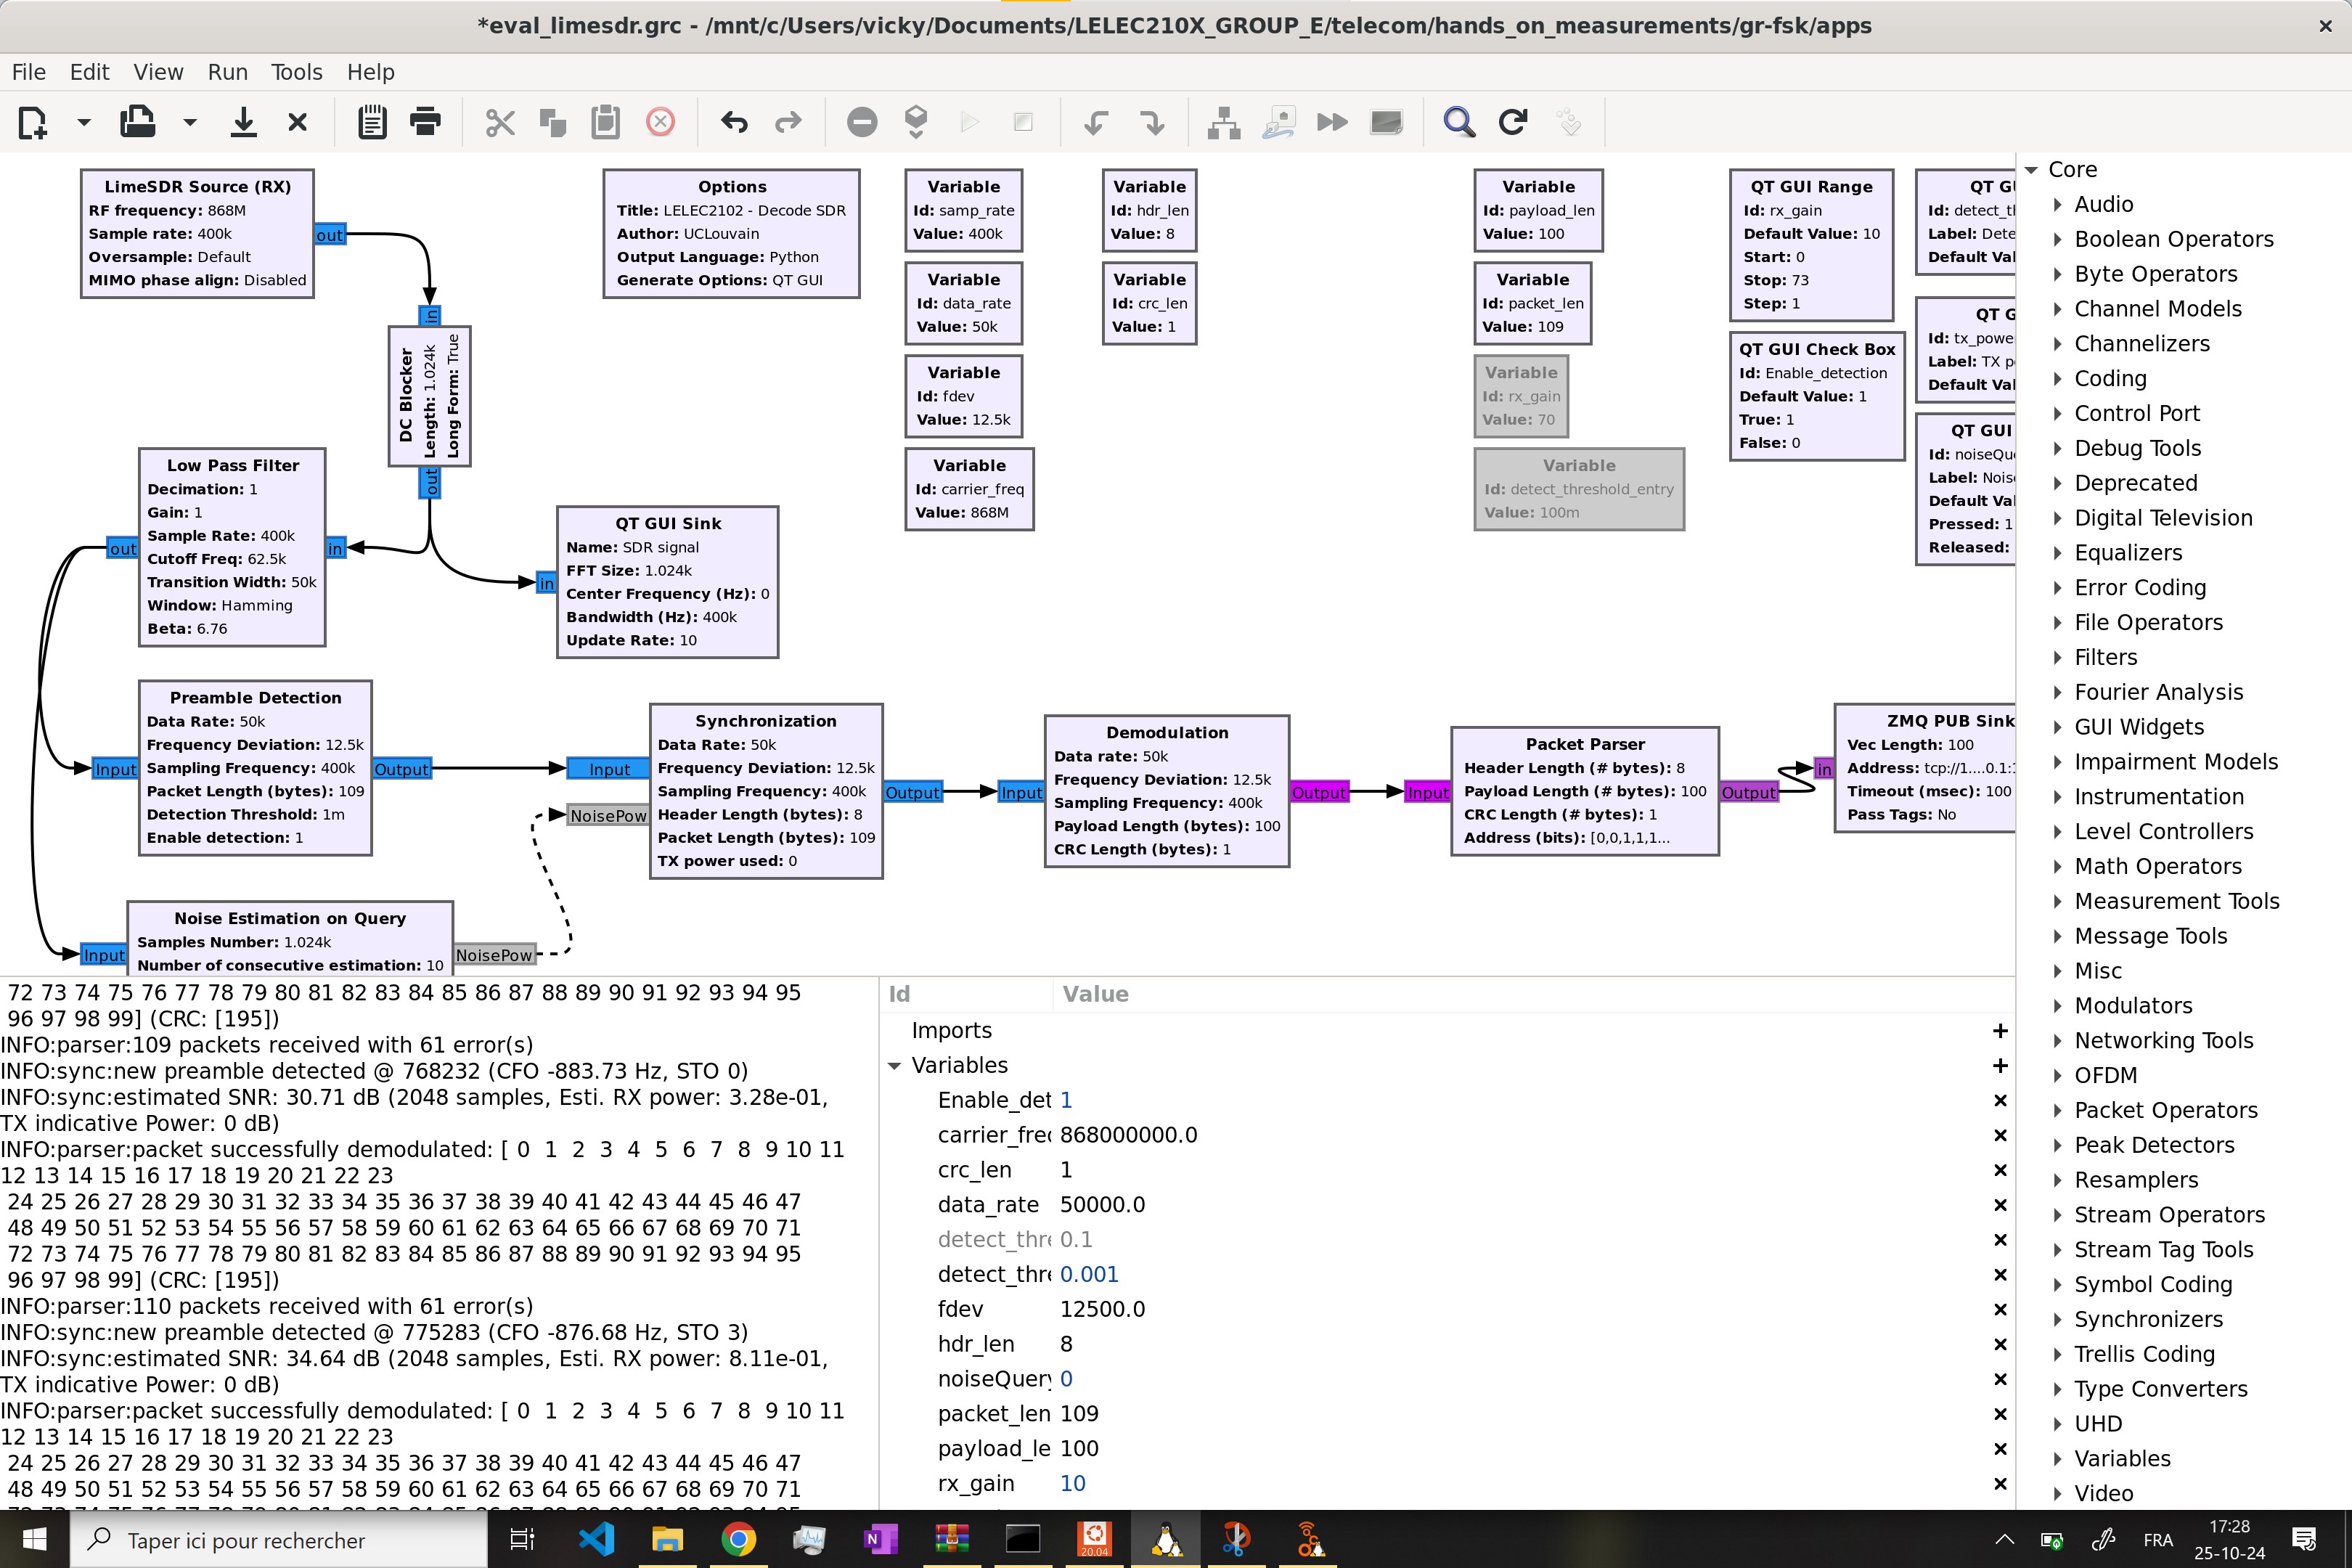 *eval_limesdr.grc - /mnt/c/Users/vicky/Documents/LELEC210X_GROUP_E/telecom/hands_on_measurements/gr-fsk/apps
File Edit View Run Tools Help
LimeSDR Source (RX)
RF frequency: 868M
Sample rate: 400k
Oversample: Default
MIMO phase align: Disabled
out
in
DC Blocker
Length: 1.024k
Long Form: True
out
Options
Title: LELEC2102 - Decode SDR
Author: UCLouvain
Output Language: Python
Generate Options: QT GUI
Variable
Id: samp_rate
Value: 400k
Variable
Id: data_rate
Value: 50k
Variable
Id: fdev
Value: 12.5k
Variable
Id: carrier_freq
Value: 868M
Variable
Id: hdr_len
Value: 8
Variable
Id: crc_len
Value: 1
Variable
Id: payload_len
Value: 100
Variable
Id: packet_len
Value: 109
Variable
Id: rx_gain
Value: 70
Variable
Id: detect_threshold_entry
Value: 100m
QT GUI Range
Id: rx_gain
Default Value: 10
Start: 0
Stop: 73
Step: 1
QT GUI Check Box
Id: Enable_detection
Default Value: 1
True: 1
False: 0
QT GU
Id: detect_tl
Label: Dete
Default Val
QT G
Id: tx_powe
Label: TX p
Default Val
QT GUI
Id: noiseQu
Label: Nois
Default Val
Pressed: 1
Released:
Low Pass Filter
Decimation: 1
Gain: 1
Sample Rate: 400k
Cutoff Freq: 62.5k
Transition Width: 50k
Window: Hamming
Beta: 6.76
out
in
in
QT GUI Sink
Name: SDR signal
FFT Size: 1.024k
Center Frequency (Hz): 0
Bandwidth (Hz): 400k
Update Rate: 10
Input
Preamble Detection
Data Rate: 50k
Frequency Deviation: 12.5k
Sampling Frequency: 400k
Packet Length (bytes): 109
Detection Threshold: 1m
Enable detection: 1
Output
Input
NoisePow
Synchronization
Data Rate: 50k
Frequency Deviation: 12.5k
Sampling Frequency: 400k
Header Length (bytes): 8
Packet Length (bytes): 109
TX power used: 0
Output
Input
Demodulation
Data rate: 50k
Frequency Deviation: 12.5k
Sampling Frequency: 400k
Payload Length (bytes): 100
CRC Length (bytes): 1
Output
Input
Packet Parser
Header Length (# bytes): 8
Payload Length (# bytes): 100
CRC Length (# bytes): 1
Address (bits): [0,0,1,1,1...
Output
in
ZMQ PUB Sink
Vec Length: 100
Address: tcp://1....0.1:
Timeout (msec): 100
Pass Tags: No
Input
Noise Estimation on Query
Samples Number: 1.024k
Number of consecutive estimation: 10
NoisePow
72 73 74 75 76 77 78 79 80 81 82 83 84 85 86 87 88 89 90 91 92 93 94 95
96 97 98 99] (CRC: [195])
INFO:parser:109 packets received with 61 error(s)
INFO:sync:new preamble detected @ 768232 (CFO -883.73 Hz, STO 0)
INFO:sync:estimated SNR: 30.71 dB (2048 samples, Esti. RX power: 3.28e-01,
TX indicative Power: 0 dB)
INFO:parser:packet successfully demodulated: [ 0 1 2 3 4 5 6 7 8 9 10 11
12 13 14 15 16 17 18 19 20 21 22 23
24 25 26 27 28 29 30 31 32 33 34 35 36 37 38 39 40 41 42 43 44 45 46 47
48 49 50 51 52 53 54 55 56 57 58 59 60 61 62 63 64 65 66 67 68 69 70 71
72 73 74 75 76 77 78 79 80 81 82 83 84 85 86 87 88 89 90 91 92 93 94 95
96 97 98 99] (CRC: [195])
INFO:parser:110 packets received with 61 error(s)
INFO:sync:new preamble detected @ 775283 (CFO -876.68 Hz, STO 3)
INFO:sync:estimated SNR: 34.64 dB (2048 samples, Esti. RX power: 8.11e-01,
TX indicative Power: 0 dB)
INFO:parser:packet successfully demodulated: [ 0 1 2 3 4 5 6 7 8 9 10 11
12 13 14 15 16 17 18 19 20 21 22 23
24 25 26 27 28 29 30 31 32 33 34 35 36 37 38 39 40 41 42 43 44 45 46 47
48 49 50 51 52 53 54 55 56 57 58 59 60 61 62 63 64 65 66 67 68 69 70 71
72 73 74 75 76 77 78 79 80 81 82 83 84 85 86 87 88 89 90 91 92 93 94 95
Id Value
Imports
Variables
Enable_det 1
carrier_fre 868000000.0
crc_len 1
data_rate 50000.0
detect_thr 0.1
detect_thr 0.001
fdev 12500.0
hdr_len 8
noiseQuery 0
packet_len 109
payload_le 100
rx_gain 10
Core
Audio
Boolean Operators
Byte Operators
Channel Models
Channelizers
Coding
Control Port
Debug Tools
Deprecated
Digital Television
Equalizers
Error Coding
File Operators
Filters
Fourier Analysis
GUI Widgets
Impairment Models
Instrumentation
Level Controllers
Math Operators
Measurement Tools
Message Tools
Misc
Modulators
Networking Tools
OFDM
Packet Operators
Peak Detectors
Resamplers
Stream Operators
Stream Tag Tools
Symbol Coding
Synchronizers
Trellis Coding
Type Converters
UHD
Variables
Video
Taper ici pour rechercher
20.04
FRA
17:28
25-10-24